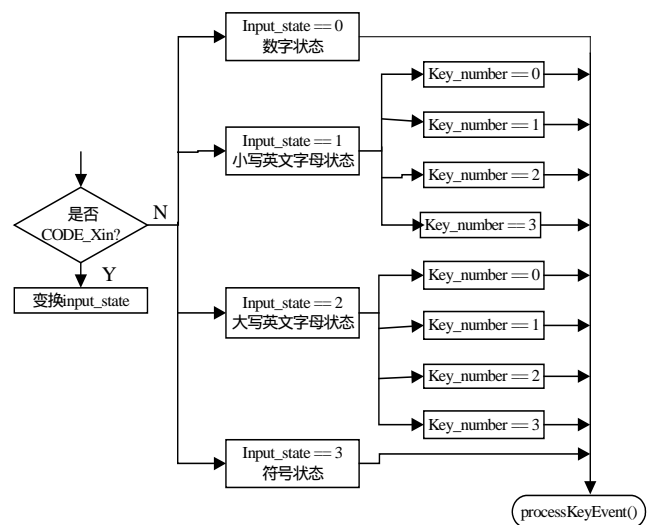 Input_state == 0
数字状态
Key_number == 0
Key_number == 1
Input_state == 1
小写英文字母状态
Key_number == 2
Key_number == 3
是否
CODE_Xin?
N
Y
变换input_state
Key_number == 0
Input_state == 2
大写英文字母状态
Key_number == 1
Key_number == 2
Key_number == 3
Input_state == 3
符号状态
processKeyEvent()